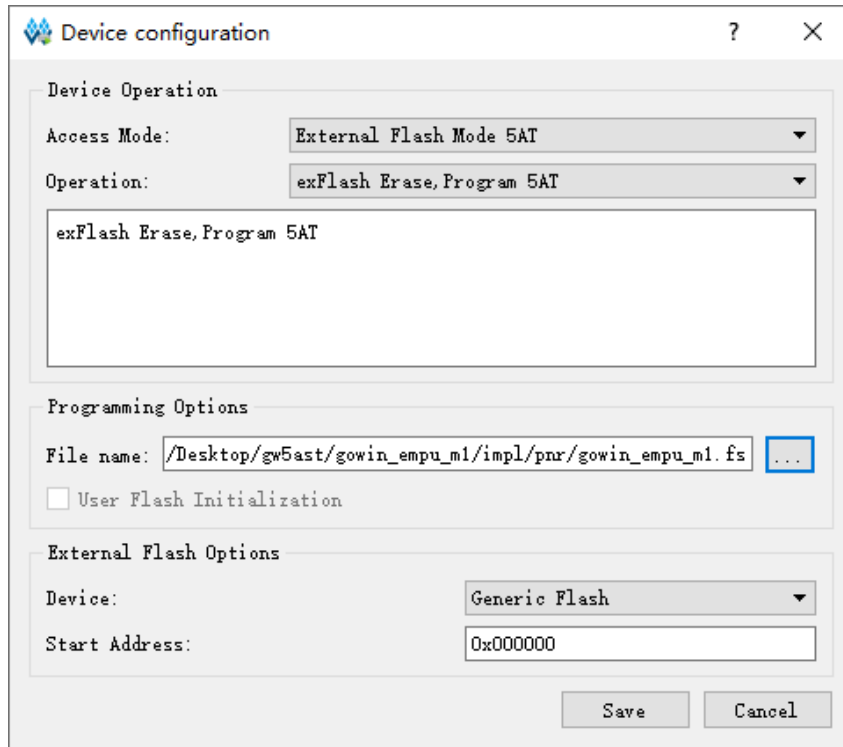 Device configuration ?
Device Operation
Access Mode: External Flash Mode 5AT
Operation: exFlash Erase,Program 5AT
exFlash Erase,Program 5AT
Programming Options
File name: /Desktop/gw5ast/gowin_empu_m1/impl/pnr/gowin_empu_m1.fs ...
User Flash Initialization
External Flash Options
Device: Generic Flash
Start Address: 0x000000
Save Cancel